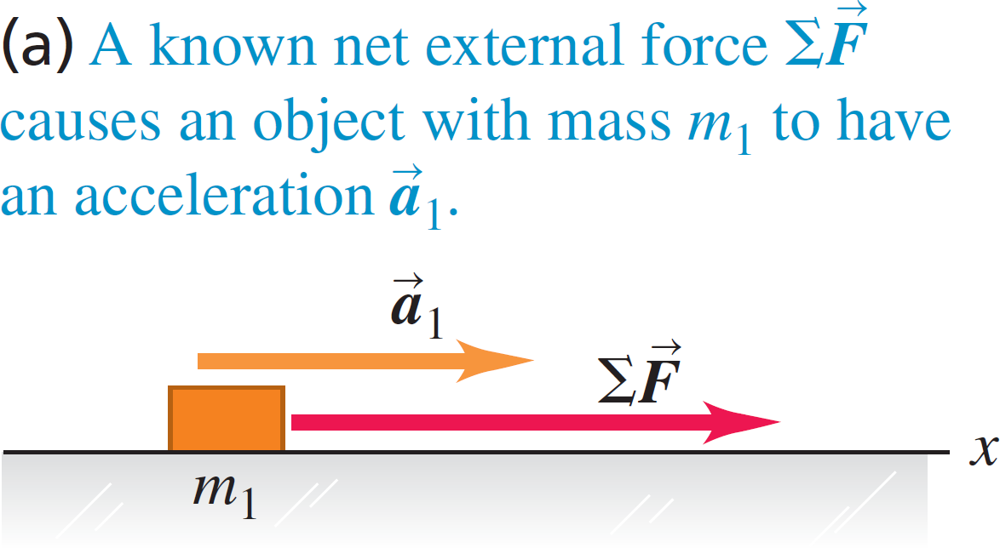 (a) A known net external force ΣF⃗
causes an object with mass m₁ to have
an acceleration a⃗₁.
a⃗₁
ΣF⃗
x
m₁